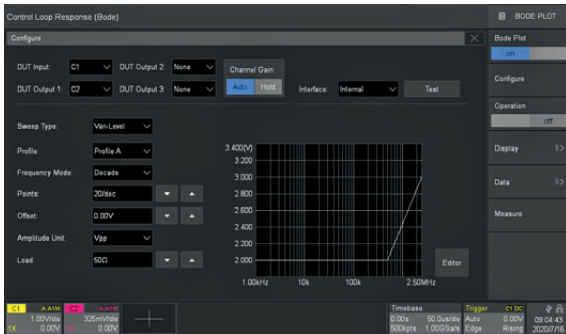 Control Loop Response (Bode)
BODE PLOT
Configure
Bode Plot
on
DUT Input: C1 DUT Output 2: None Channel Gain:
DUT Output 1: C2 DUT Output 3: None Auto Hold Interface: Internal Test
Configure
Operation
off
Sweep Type: Vari-Level
Profile: Profile A
Frequency Mode: Decade
Points: 20/dec
Offset: 0.00V
Amplitude Unit: Vpp
Load: 50Ω
3.400(V)
3.200
3.000
2.800
2.600
2.400
2.220
2.000
1.00kHz 10k 100k 2.50MHz
Editor
Display
Data
Measure
C1 C2 Timebase Trigger C1 DC
1.00V/div 325mV/div 0.00s 50.0us/div Auto 0.00V 09:04:43
1X 0.00V 1X 0.00V 500kpts 1.00GSa/s Edge Rising 2020/7/16